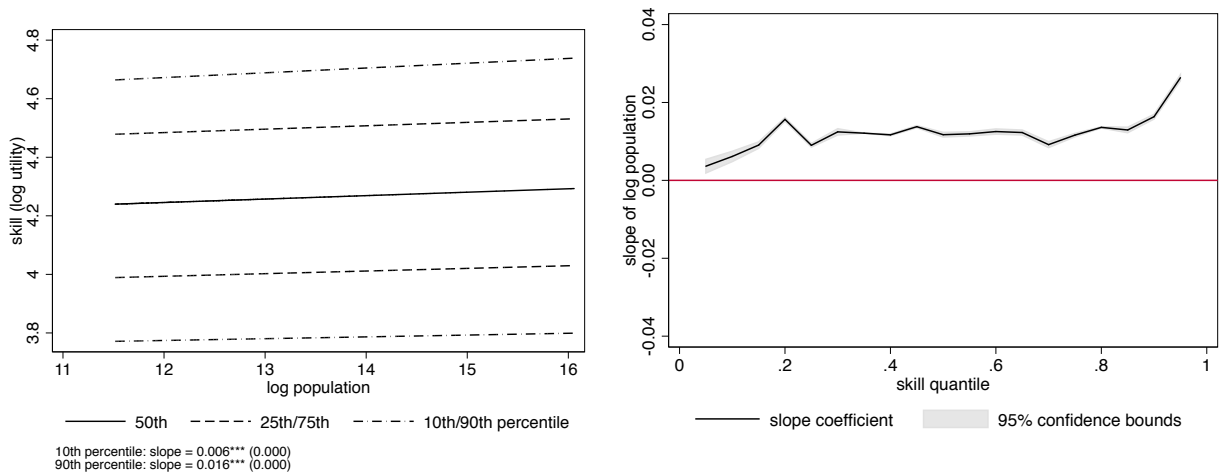 4.8
4.6
4.4
4.2
4
3.8
skill (log utility)
11 12 13 14 15 16
log population
50th 25th/75th 10th/90th percentile
10th percentile: slope = 0.006*** (0.000)
90th percentile: slope = 0.016*** (0.000)
0.04
0.02
0.00
-0.02
-0.04
slope of log population
0 .2 .4 .6 .8 1
skill quantile
slope coefficient 95% confidence bounds